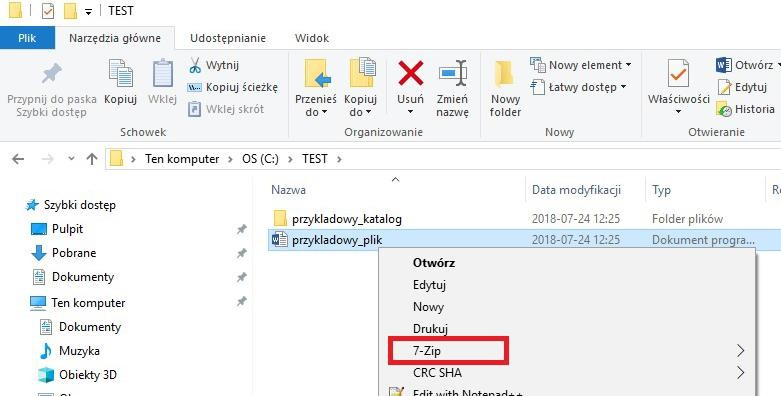 TEST
Plik Narzędzia główne Udostępnianie Widok
Przypnij do paska Szybki dostęp
Kopiuj
Wklej
Wytnij
Kopiuj ścieżkę
Wklej skrót
Schowek
Przenieś do
Kopiuj do
Usuń
Zmień nazwę
Organizowanie
Nowy folder
Nowy element
Łatwy dostęp
Nowy
Właściwości
Otwórz
Edytuj
Historia
Otwieranie
Ten komputer OS (C:) TEST
Nazwa Data modyfikacji Typ
Szybki dostęp
Pulpit
Pobrane
Dokumenty
Ten komputer
Dokumenty
Muzyka
Obiekty 3D
przykladowy_katalog 2018-07-24 12:25 Folder plików
przykladowy_plik 2018-07-24 12:25 Dokument progra...
Otwórz
Edytuj
Nowy
Drukuj
7-Zip
CRC SHA
Edit with Notepad++